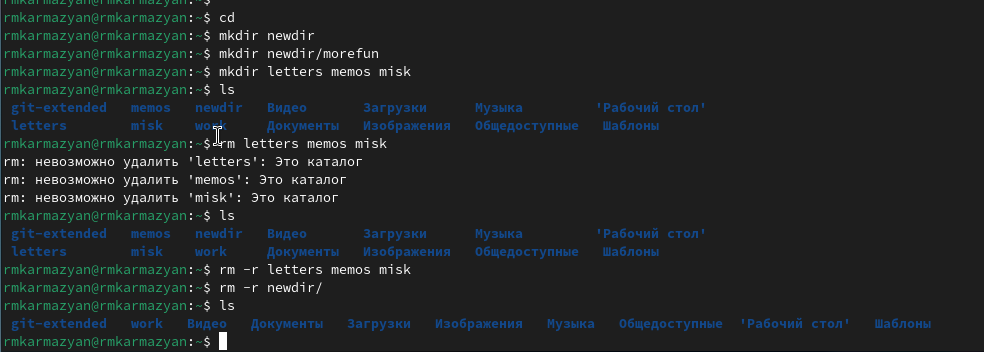 rmkarmazyan@rmkarmazyan:~$ cd
rmkarmazyan@rmkarmazyan:~$ mkdir newdir
rmkarmazyan@rmkarmazyan:~$ mkdir newdir/morefun
rmkarmazyan@rmkarmazyan:~$ mkdir letters memos misk
rmkarmazyan@rmkarmazyan:~$ ls
git-extended memos newdir Видео Загрузки Музыка 'Рабочий стол'
letters misk work Документы Изображения Общедоступные Шаблоны
rmkarmazyan@rmkarmazyan:~$ rm letters memos misk
rm: невозможно удалить 'letters': Это каталог
rm: невозможно удалить 'memos': Это каталог
rm: невозможно удалить 'misk': Это каталог
rmkarmazyan@rmkarmazyan:~$ ls
git-extended memos newdir Видео Загрузки Музыка 'Рабочий стол'
letters misk work Документы Изображения Общедоступные Шаблоны
rmkarmazyan@rmkarmazyan:~$ rm -r letters memos misk
rmkarmazyan@rmkarmazyan:~$ rm -r newdir/
rmkarmazyan@rmkarmazyan:~$ ls
git-extended work Видео Документы Загрузки Изображения Музыка Общедоступные 'Рабочий стол' Шаблоны
rmkarmazyan@rmkarmazyan:~$